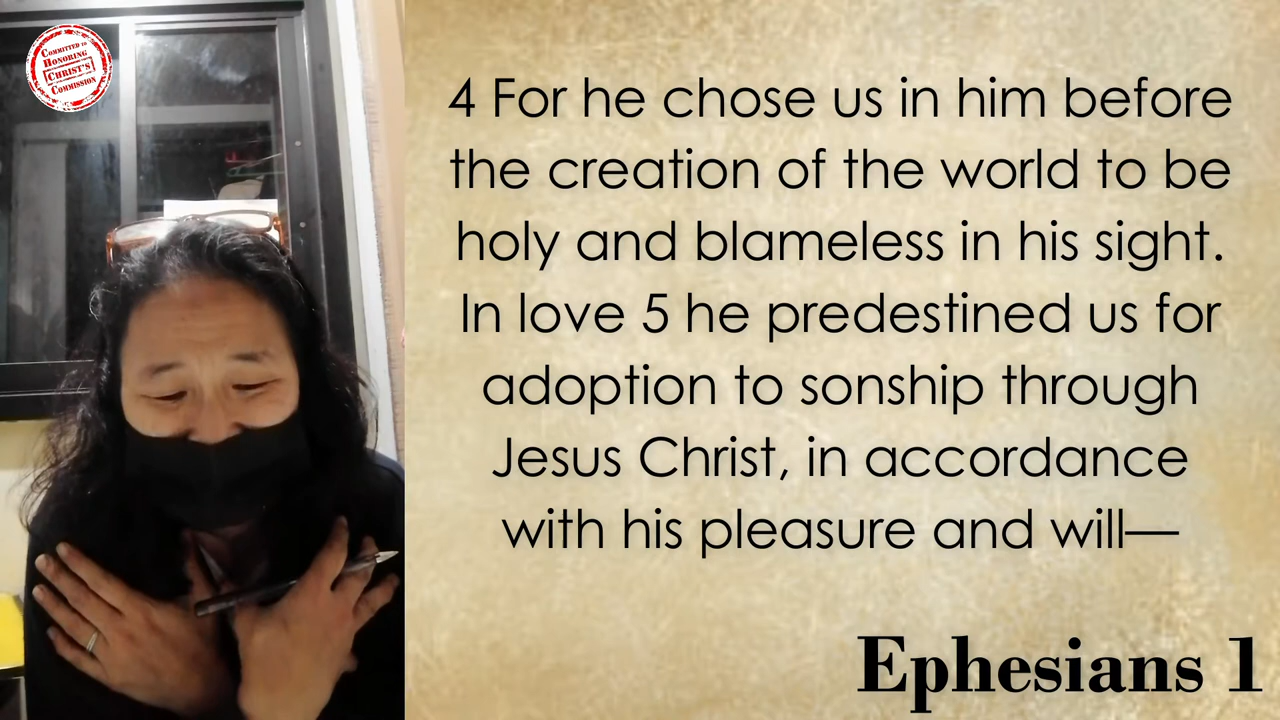 COMMITTED TO
HONORING
CHRIST'S
COMMISSION
4 For he chose us in him before
the creation of the world to be
holy and blameless in his sight.
In love 5 he predestined us for
adoption to sonship through
Jesus Christ, in accordance
with his pleasure and will—
Ephesians 1